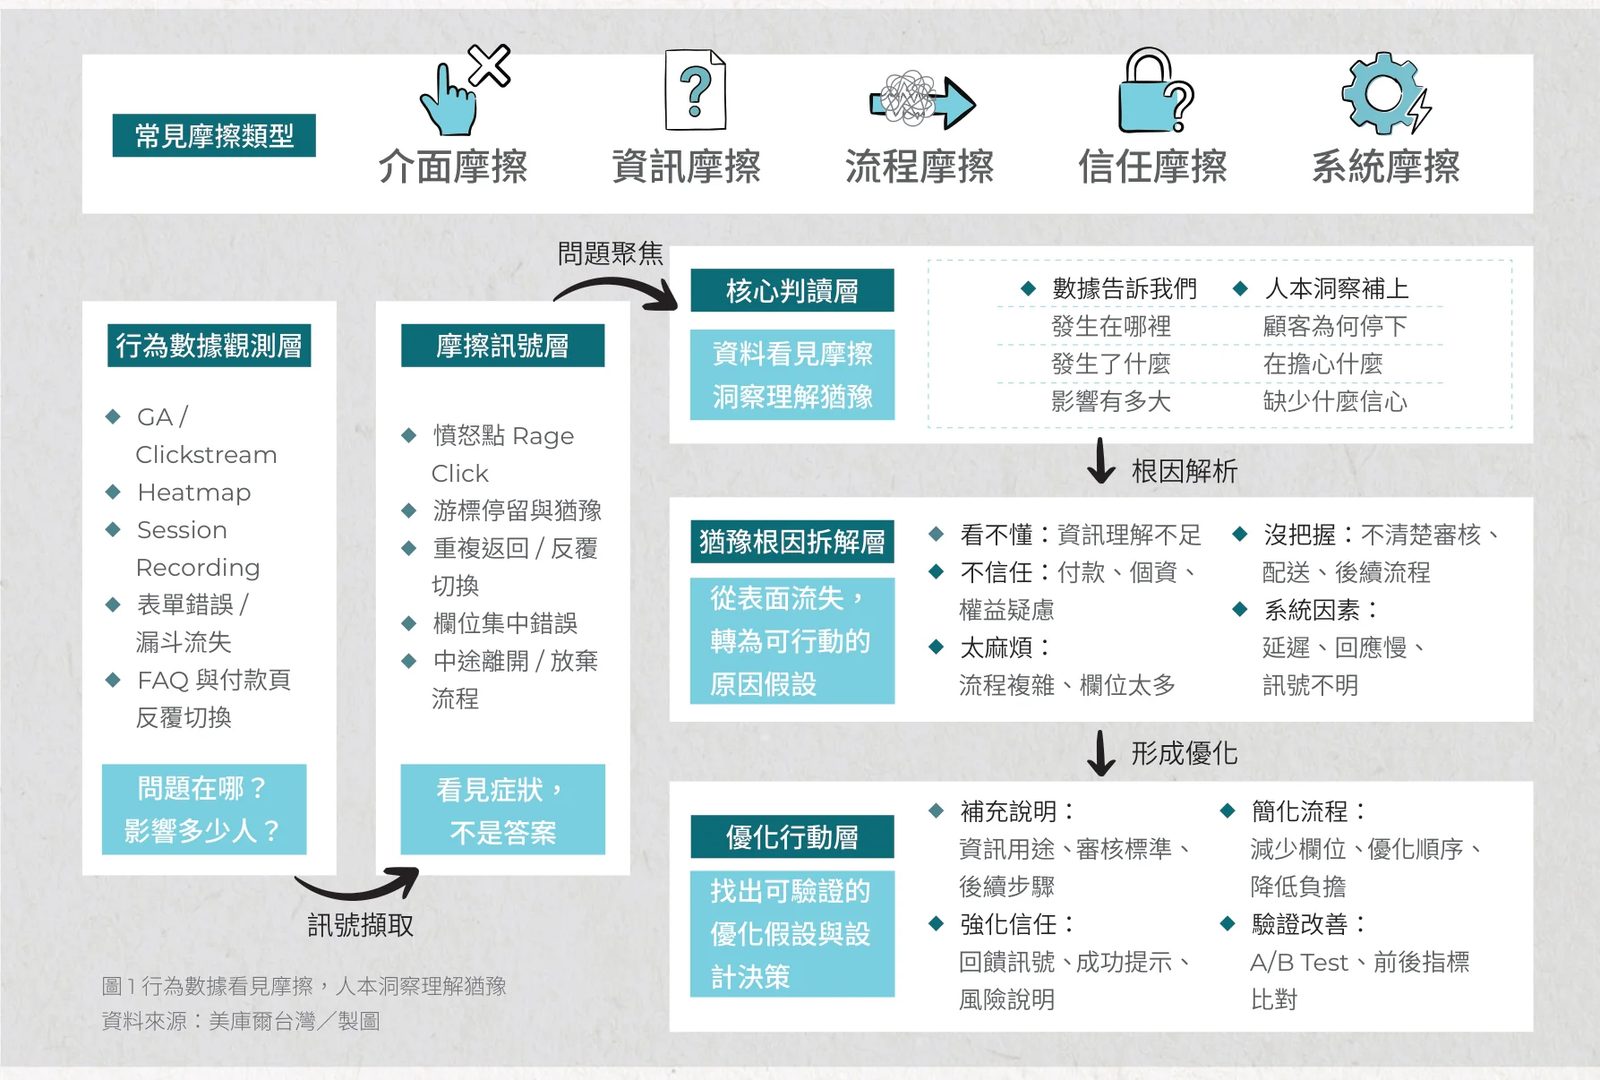 常見摩擦類型
介面摩擦
資訊摩擦
流程摩擦
信任摩擦
系統摩擦
行為數據觀測層
GA /
Clickstream
Heatmap
Session
Recording
表單錯誤 /
漏斗流失
FAQ 與付款頁
反覆切換
問題在哪？
影響多少人？
訊號擷取
摩擦訊號層
憤怒點 Rage
Click
游標停留與猶豫
重複返回 / 反覆
切換
欄位集中錯誤
中途離開 / 放棄
流程
看見症狀，
不是答案
問題聚焦
核心判讀層
資料看見摩擦
洞察理解猶豫
數據告訴我們
發生在哪裡
發生了什麼
影響有多大
人本洞察補上
顧客為何停下
在擔心什麼
缺少什麼信心
根因解析
猶豫根因拆解層
從表面流失，
轉為可行動的
原因假設
看不懂：資訊理解不足
不信任：付款、個資、
權益疑慮
太麻煩：
流程複雜、欄位太多
沒把握：不清楚審核、
配送、後續流程
系統因素：
延遲、回應慢、
訊號不明
形成優化
優化行動層
找出可驗證的
優化假設與設
計決策
補充說明：
資訊用途、審核標準、
後續步驟
強化信任：
回饋訊號、成功提示、
風險說明
簡化流程：
減少欄位、優化順序、
降低負擔
驗證改善：
A/B Test、前後指標
比對
圖 1 行為數據看見摩擦，人本洞察理解猶豫
資料來源：美庫爾台灣／製圖